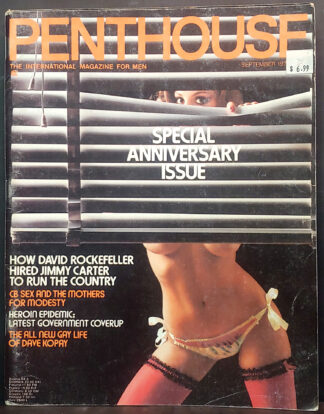 PENTHOUSE
THE INTERNATIONAL MAGAZINE FOR MEN
SEPTEMBER
$6.99
SPECIAL
ANNIVERSARY
ISSUE
HOW DAVID ROCKEFELLER
HIRED JIMMY CARTER
TO RUN THE COUNTRY
CB SEX AND THE MOTHERS
FOR MODESTY
HEROIN EPIDEMIC:
LATEST GOVERNMENT COVERUP
THE ALL NEW GAY LIFE
OF DAVE KOPAY